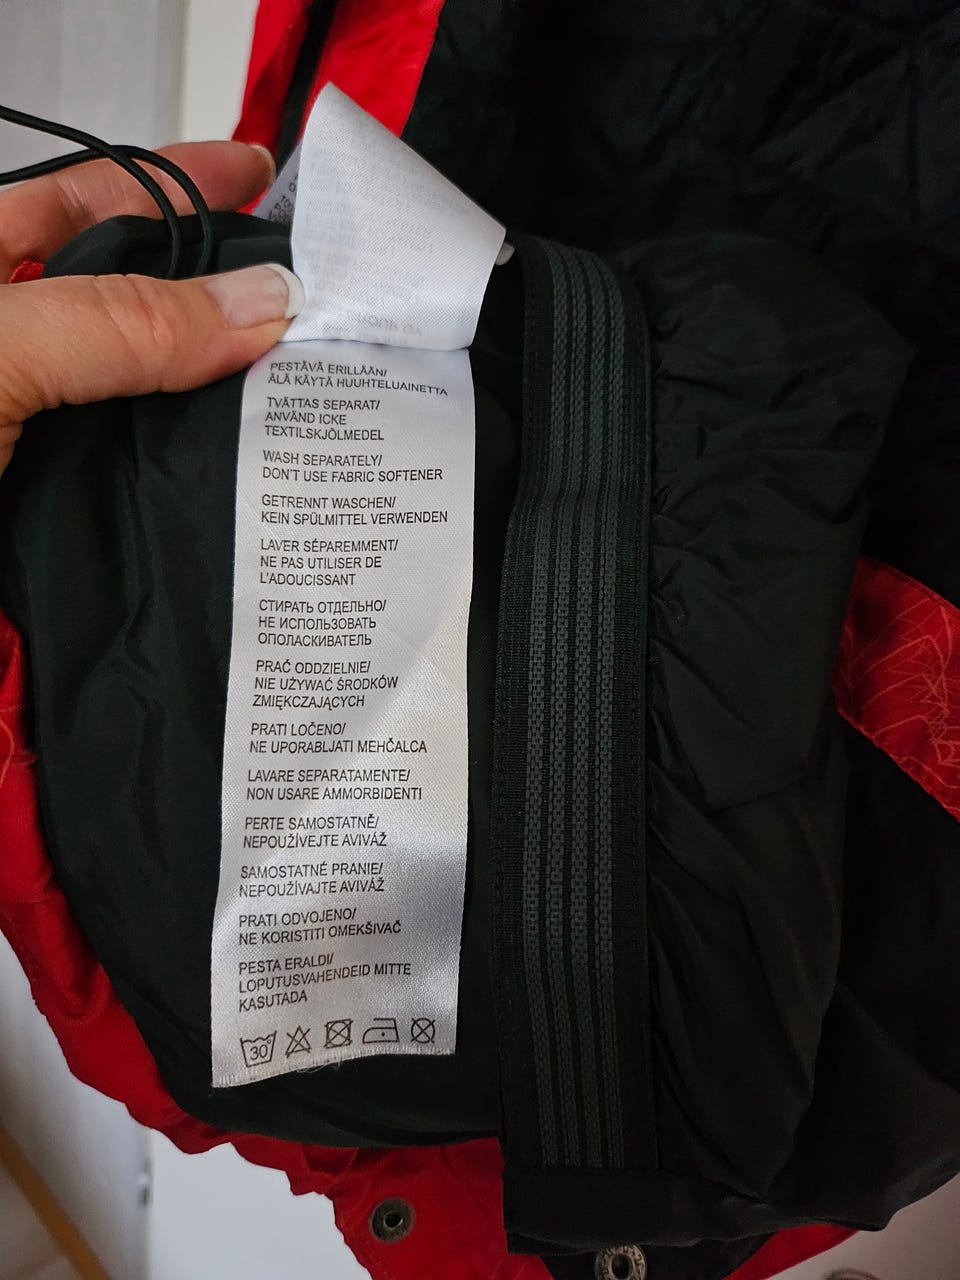 PESTÄVÄ ERILLÄÄN/
ÄLÄ KÄYTÄ HUUHTELUAINETTA
TVÄTTAS SEPARAT/
ANVÄND ICKE
TEXTILSKJÖLMEDEL
WASH SEPARATELY/
DON'T USE FABRIC SOFTENER
GETRENNT WASCHEN/
KEIN SPÜLMITTEL VERWENDEN
LAVER SÉPAREMMENT/
NE PAS UTILISER DE
L'ADOUCISSANT
СТИРАТЬ ОТДЕЛЬНО/
НЕ ИСПОЛЬЗОВАТЬ
ОПОЛАСКИВАТЕЛЬ
PRAĆ ODDZIELNIE/
NIE UŻYWAĆ ŚRODKÓW
ZMIĘKCZAJĄCYCH
PRATI LOČENO/
NE UPORABLJATI MEHČALCA
LAVARE SEPARATAMENTE/
NON USARE AMMORBIDENTI
PERTE SAMOSTATNĚ/
NEPOUŽÍVEJTE AVIVÁŽ
SAMOSTATNÉ PRANIE/
NEPOUŽÍVAJTE AVIVÁŽ
PRATI ODVOJENO/
NE KORISTITI OMEKŠIVAČ
PESTA ERALDI/
LOPUTUSVAHENDEID MITTE
KASUTADA
30°